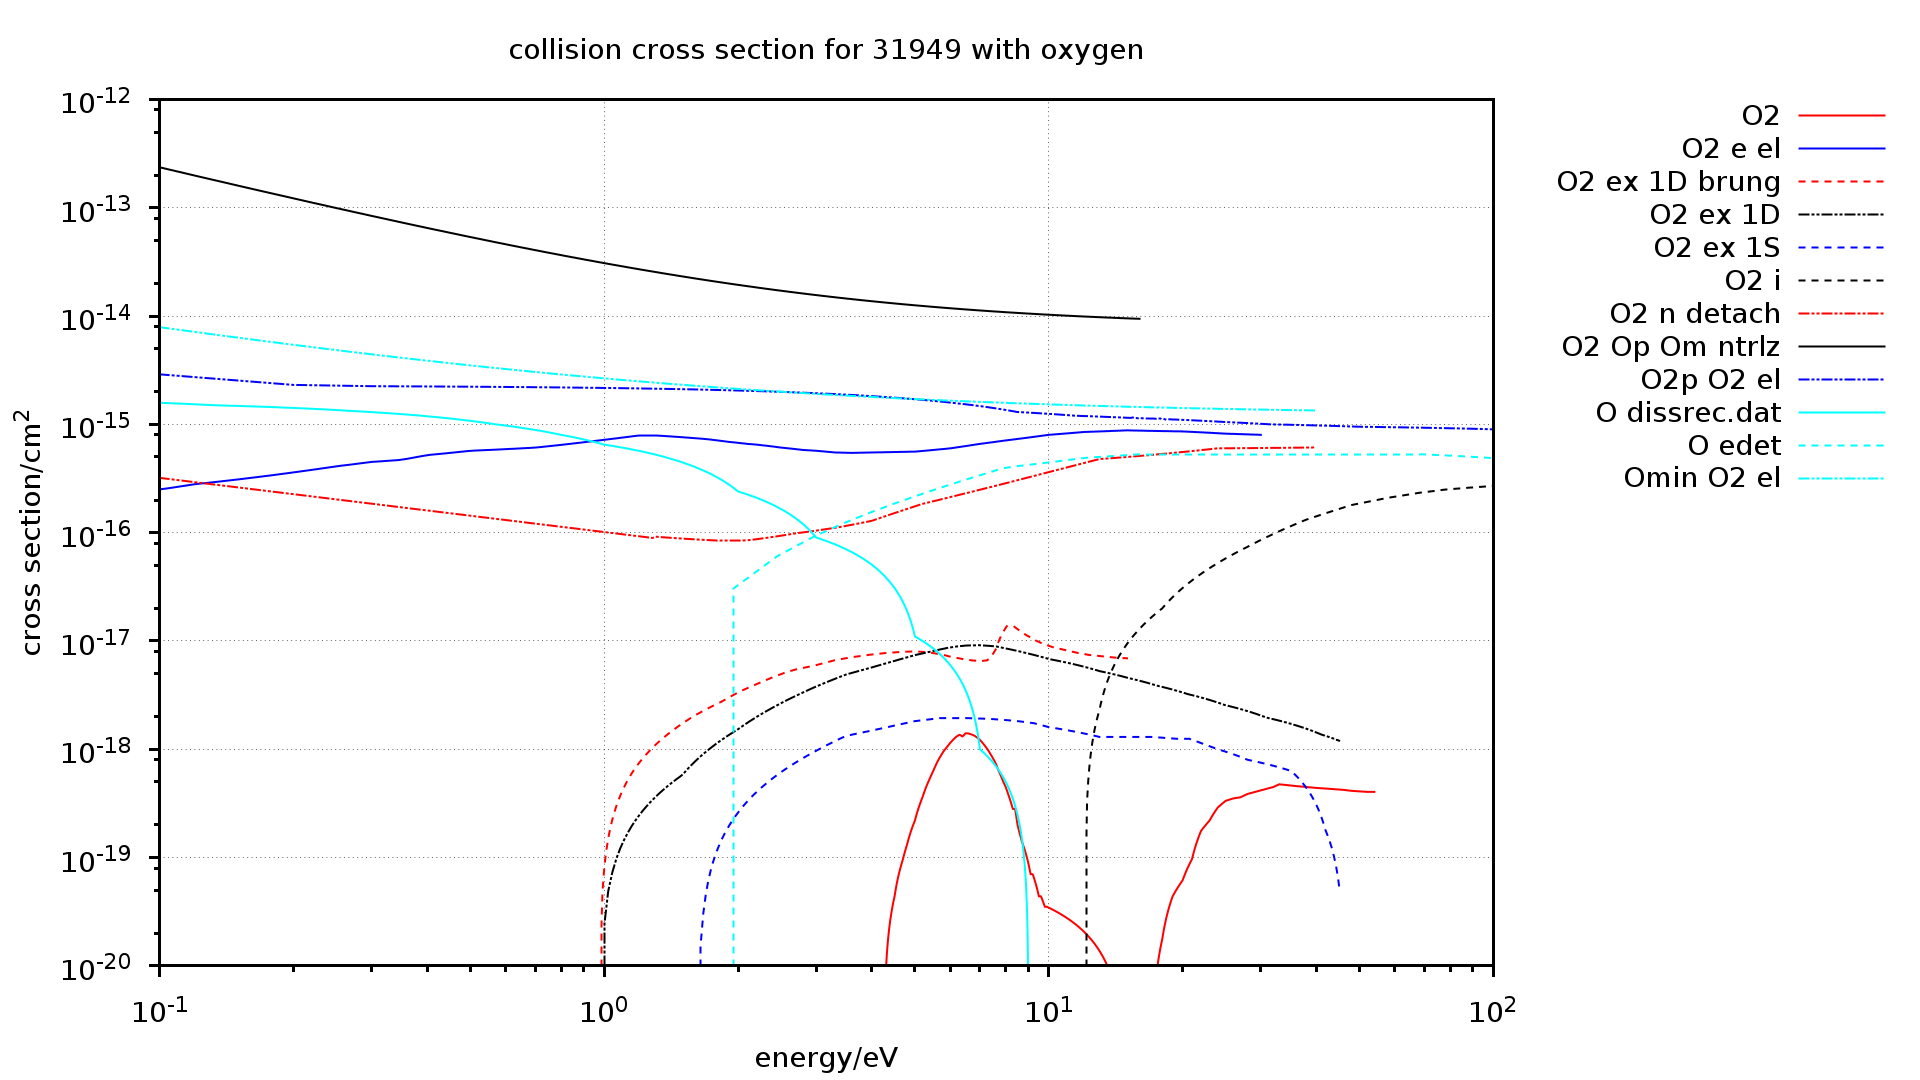 collision cross section for 31949 with oxygen
cross section/cm²
10⁻¹²
10⁻¹³
10⁻¹⁴
10⁻¹⁵
10⁻¹⁶
10⁻¹⁷
10⁻¹⁸
10⁻¹⁹
10⁻²⁰
10⁻¹
10⁰
10¹
10²
energy/eV
O2
O2 e el
O2 ex 1D brung
O2 ex 1D
O2 ex 1S
O2 i
O2 n detach
O2 Op Om ntrlz
O2p O2 el
O dissrec.dat
O edet
Omin O2 el